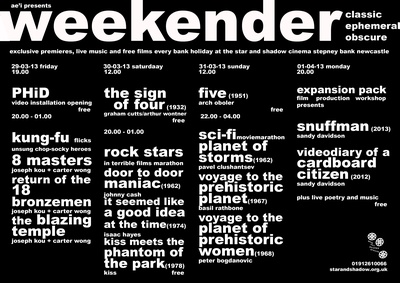 ae'l presents
weekender
classic
ephemeral
obscure
exclusive premieres, live music and free films every bank holiday at the star and shadow cinema stepney bank newcastle
29-03-13 friday
19.00
PHiD
video installation opening
free
20.00 - 01.00
kung-fu flicks
unsung chop-socky heroes
8 masters
joseph kou + carter wong
return of the
18
bronzemen
joseph kou + carter wong
the blazing
temple
joseph kou + carter wong
30-03-13 saturdaay
12.00
the sign
of four (1932)
graham cutts/arthur wontner
free
20.00 - 01.00
rock stars
in terrible films marathon
door to door
maniac (1962)
johnny cash
it seemed like
a good idea
at the time (1974)
isaac hayes
kiss meets the
phantom of
the park (1978)
kiss free
31-03-13 sunday
12.00
five (1951)
arch oboler
free
22.00 - 04.00
sci-fi moviemarathon
planet of
storms (1962)
pavel clushantsev
voyage to the
prehistoric
planet (1967)
basil rathbone
voyage to the
planet of
prehistoric
women (1968)
peter bogdanovic
01-04-13 monday
20.00
expansion pack
film production workshop
presents
snuffman (2013)
sandy davidson
videodiary of a
cardboard
citizen (2012)
sandy davidson
plus live poetry and music
free
01912610066
starandshadow.org.uk